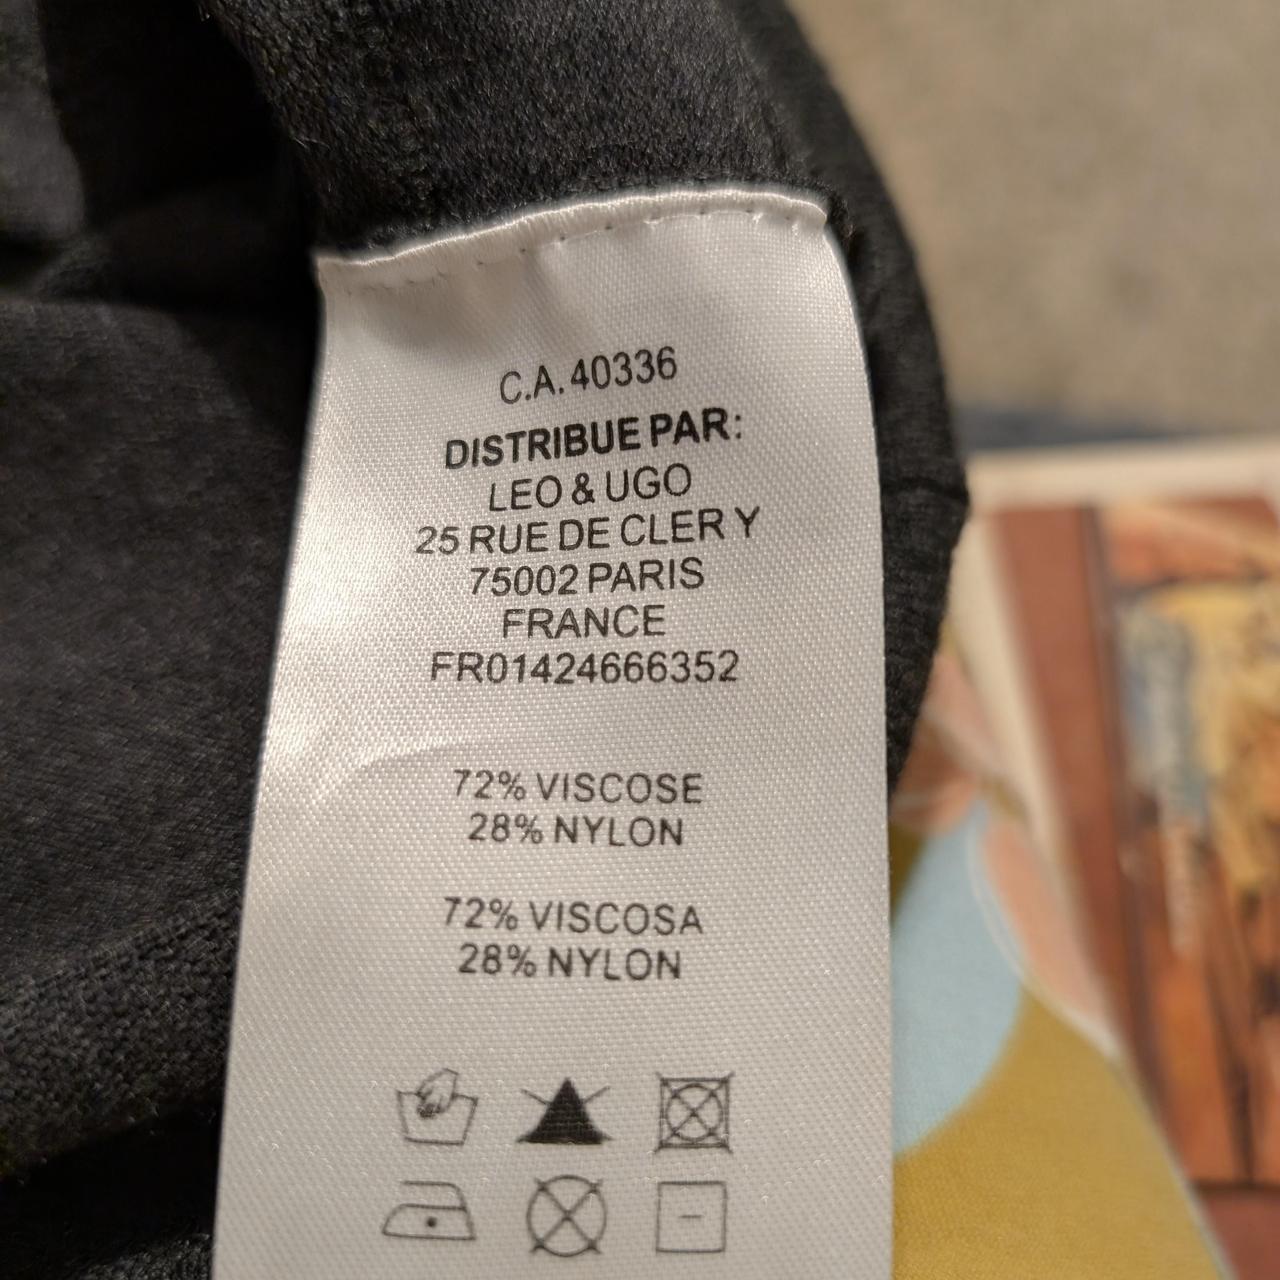 C.A. 40336
DISTRIBUE PAR:
LEO & UGO
25 RUE DE CLERY
75002 PARIS
FRANCE
FR01424666352
72% VISCOSE
28% NYLON
72% VISCOSA
28% NYLON